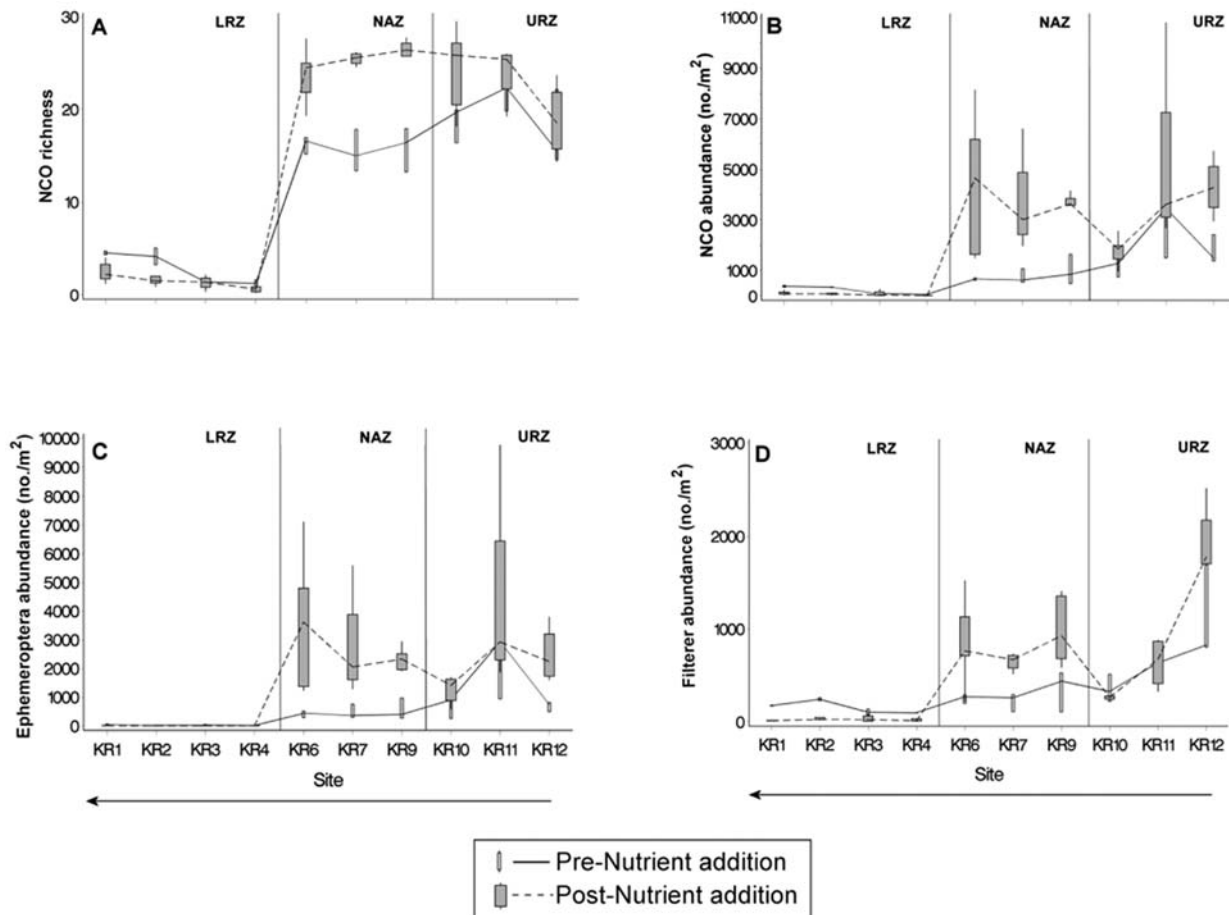 A LRZ NAZ URZ
NCO richness
30
20
10
0
B LRZ NAZ URZ
NCO abundance (no./m²)
11000
9000
7000
5000
3000
1000
0
C LRZ NAZ URZ
Ephemeroptera abundance (no./m²)
10000
9000
8000
7000
6000
5000
4000
3000
2000
1000
0
KR1 KR2 KR3 KR4 KR6 KR7 KR9 KR10 KR11 KR12
Site
D LRZ NAZ URZ
Filterer abundance (no./m²)
3000
2000
1000
0
KR1 KR2 KR3 KR4 KR6 KR7 KR9 KR10 KR11 KR12
Site
Pre-Nutrient addition
Post-Nutrient addition